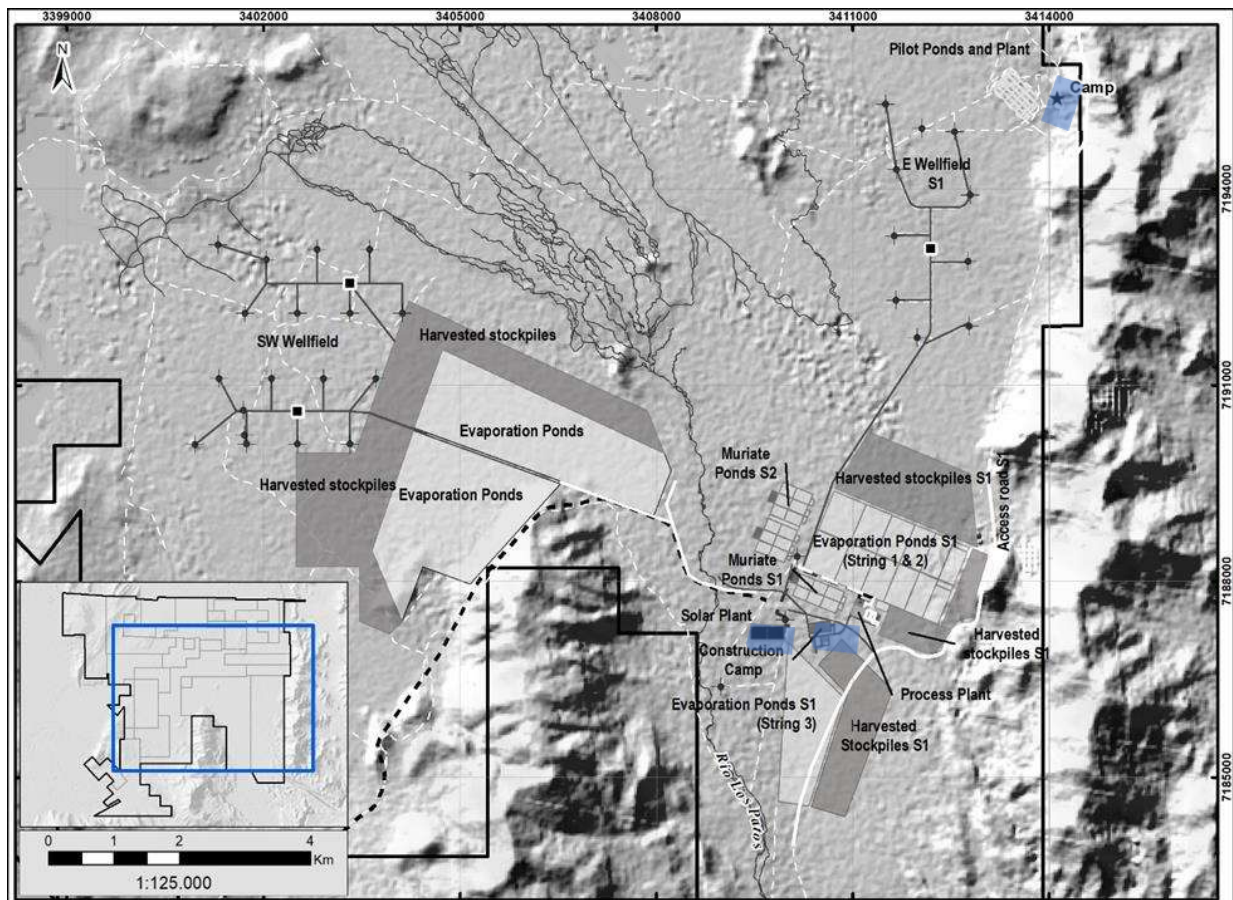 3399000
3402000
3405000
3408000
3411000
3414000
N
Pilot Ponds and Plant
Camp
E Wellfield
S1
7194000
SW Wellfield
Harvested stockpiles
7191000
Evaporation Ponds
Muriate
Ponds S2
Harvested stockpiles S1
Access road S1
Harvested stockpiles
Evaporation Ponds
Evaporation Ponds S1
(String 1 & 2)
Muriate
Ponds S1
7188000
Solar Plant
Harvested
stockpiles S1
Construction
Camp
Process Plant
Evaporation Ponds S1
(String 3)
Harvested
Stockpiles S1
Río Los Patos
7185000
0 1 2 4
Km
1:125.000